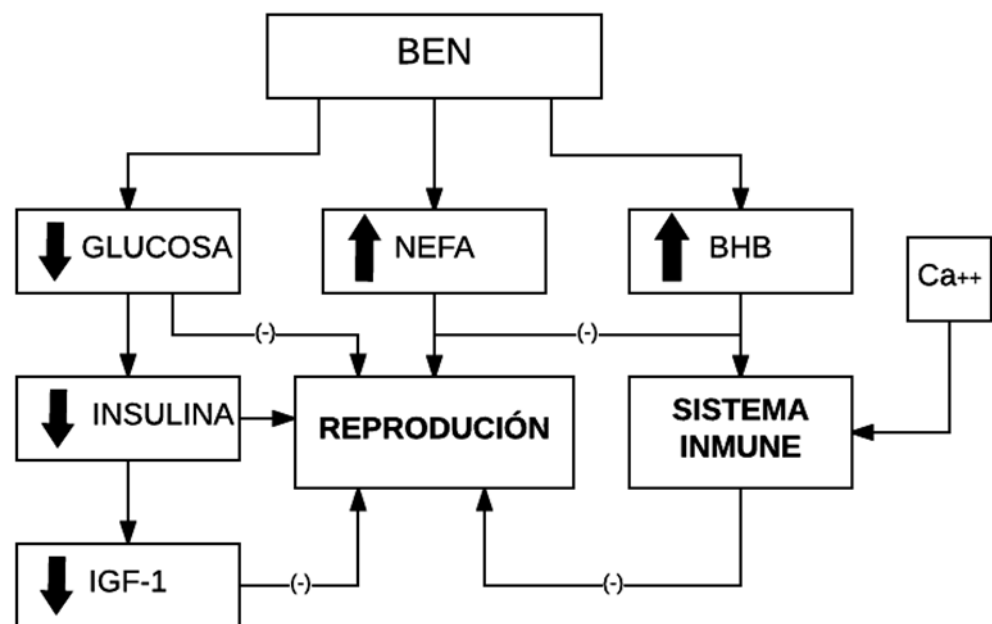 BEN
GLUCOSA
NEFA
BHB
Ca++
(-)
(-)
INSULINA
REPRODUCIÓN
SISTEMA
INMUNE
IGF-1
(-)
(-)